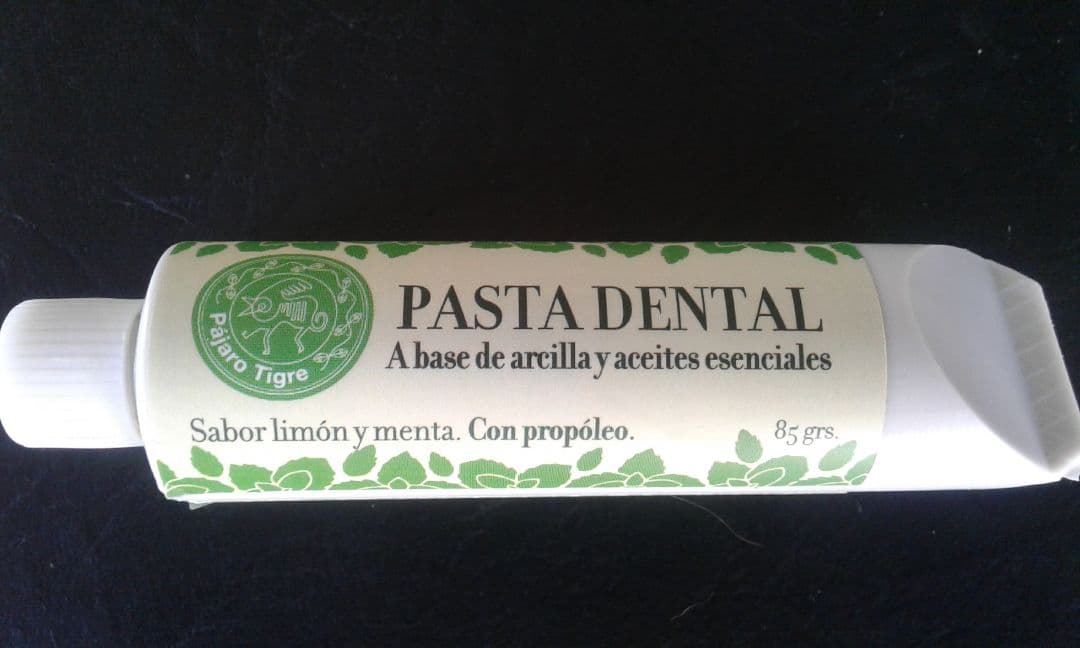 Pájaro Tigre
PASTA DENTAL
A base de arcilla y aceites esenciales
Sabor limón y menta. Con propóleo.
85 grs.